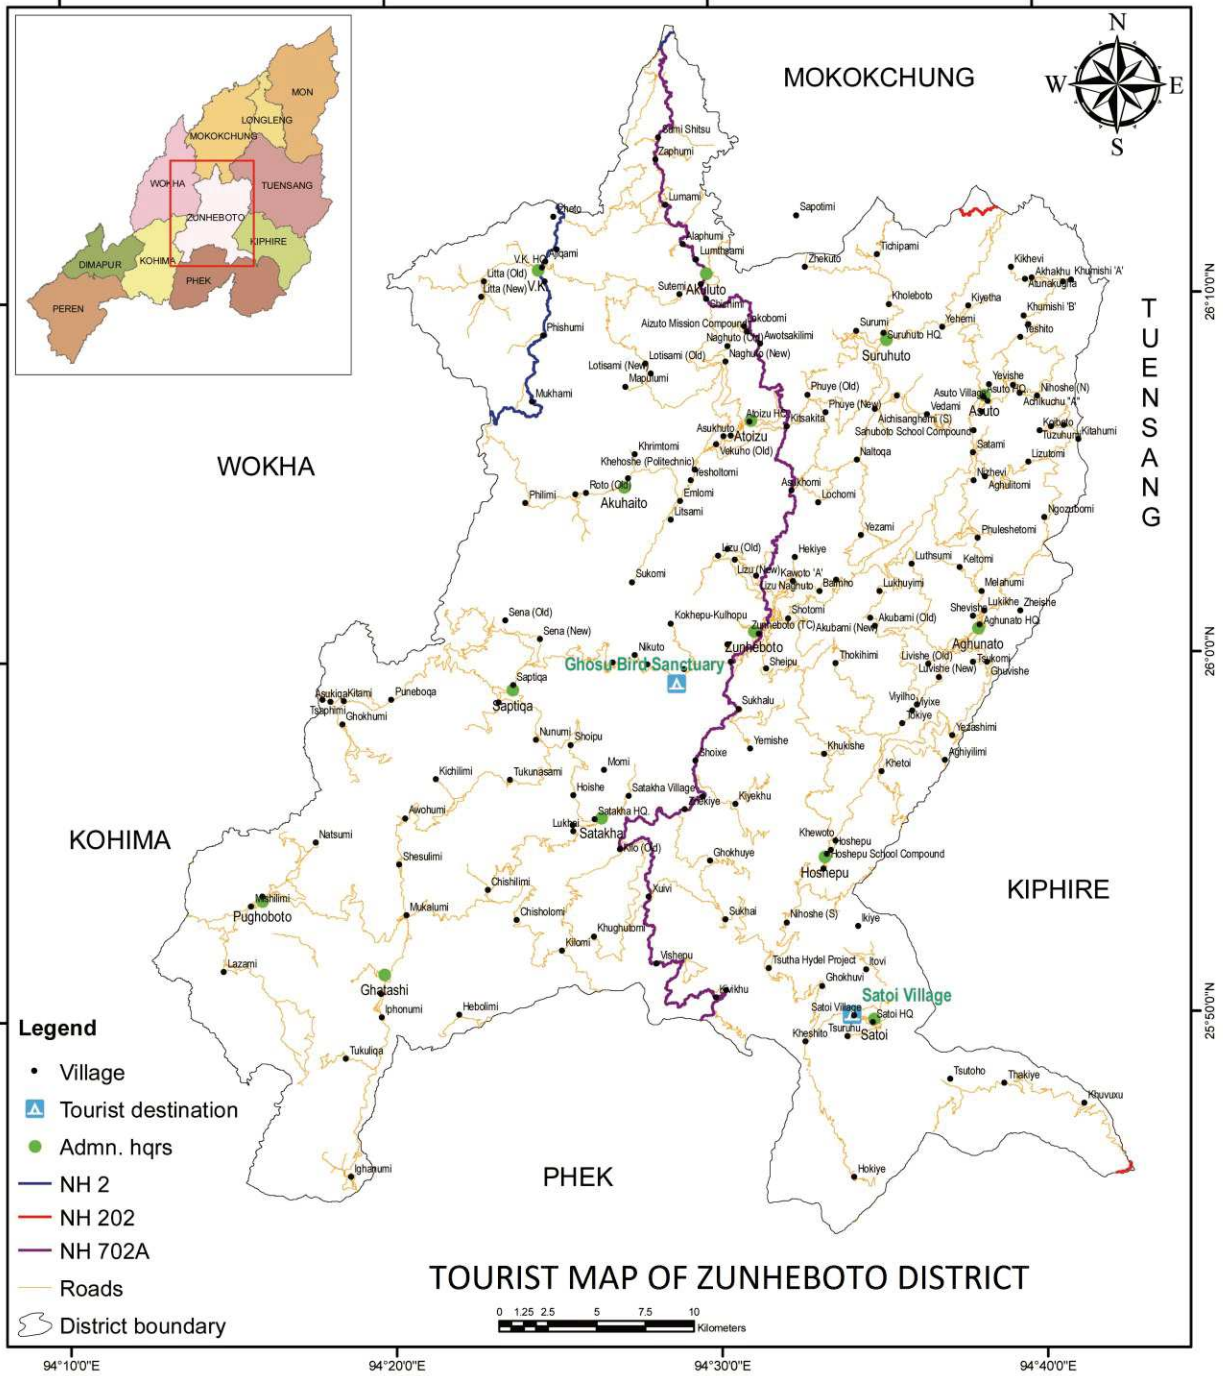 MON
LONGLENG
MOKOKCHUNG
WOKHA
TUENSANG
ZUNHEBOTO
KIPHIRE
DIMAPUR
KOHIMA
PHEK
PEREN
MOKOKCHUNG
N
W
E
S
Sumi Shitsu
Zaphumi
Lumami
Sapotimi
Pheto
Alaphumi
Tichipami
Aiqami
Lumthsami
V.K. HQ
Zhekuto
Kikhevi
Litta (Old)
Akhakhu
Khumishi 'A'
V.K.
Akuluto
Atunakugha
Litta (New)
Sutemi
Shichimi
Kholeboto
Kiyetha
Khumishi 'B'
Aizuto Mission Compound
Surumi
Yehemi
Phishumi
Naghuto (Old)
Awotsakilimi
Suruhuto HQ
Yeshito
Lotisami (Old)
Naghuto (New)
Suruhuto
Lotisami (New)
Mapulumi
Yevishe
Phuye (Old)
Asuto Village
Asuto HQ
Nihoshe (N)
Mukhami
Achikuchu "A"
Phuye (New)
Vedami
Asuto
Atoizu HQ
Kitsakita
Aichisanghemi (S)
Asukhuto
Atoizu
Sahuboto School Compound
Koiboto
Tuzuhumi
Kitahumi
Khrimtomi
Vekuho (Old)
Satami
Naltoqa
Lizutomi
Khehoshe (Politechnic)
Yesholtomi
Nizhevi
Roto (Old)
Asukhomi
Aghulitomi
Philimi
Akuhaito
Emlomi
Lochomi
Litsami
Ngozubomi
Yezami
Phuleshetomi
Lizu (Old)
Hekiye
Luthsumi
Keltomi
Sukomi
Lizu (New)
Kawoto 'A'
Lizu Naghuto
Baimho
Lukhuyimi
Melahumi
Lukikhe
Zheishe
Sena (Old)
Kokhepu-Kulhopu
Shotomi
Shevishe
Akubami (Old)
Aghunato HQ
Zunheboto (TC)
Akubami (New)
Sena (New)
Aghunato
Nikuto
Zunheboto
Ghosu Bird Sanctuary
Sheipu
Thokihimi
Livishe (Old)
Tsukomi
Luvishe (New)
Ghuvishe
Saptiqa
Asukiqa
Kitami
Puneboqa
Tsaphimi
Saptiqa
Sukhalu
Viyilho
Viyixe
Ghokhumi
Tokiye
Nunumi
Shoipu
Yemishe
Khukishe
Yezashimi
Shoixe
Aghiyilimi
Momi
Khetoi
Kichilimi
Tukunasami
Hoishe
Satakha Village
Zhekiye
Kiyekhu
Awohumi
Satakha HQ.
Lukhai
Satakha
Natsumi
Khewoto
Hoshepu
Kilo (Old)
Hoshepu School Compound
Shesulimi
Ghokhuye
Hoshepu
Chishilimi
Xuivi
Mishilimi
Pughoboto
Mukalumi
Chisholomi
Sukhai
Nihoshe (S)
Ikiye
Khughutomi
Kilomi
Lazami
Vishepu
Tsutha Hydel Project
Itovi
Ghokhuvi
Ghatashi
Kivikhu
Satoi Village
Satoi Village
Iphonumi
Hebolimi
Satoi HQ
Tsuruhu
Kheshito
Satoi
Tukuliqa
Tsutoho
Thakiye
Khuvuxu
Ighanumi
Hokiye
WOKHA
KOHIMA
KIPHIRE
PHEK
TUENSANG
26°10'0"N
26°0'0"N
25°50'0"N
Legend
Village
Tourist destination
Admn. hqrs
NH 2
NH 202
NH 702A
Roads
District boundary
TOURIST MAP OF ZUNHEBOTO DISTRICT
0 1.25 2.5 5 7.5 10
Kilometers
94°10'0"E
94°20'0"E
94°30'0"E
94°40'0"E